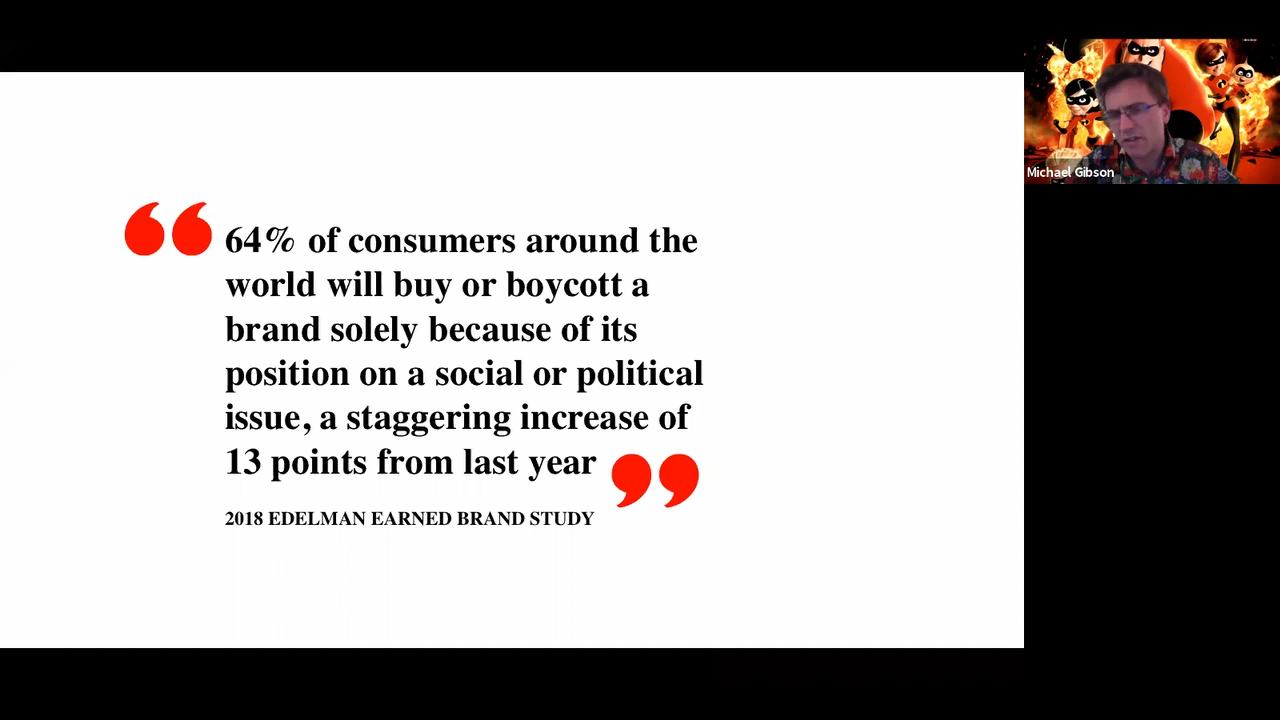 64% of consumers around the
world will buy or boycott a
brand solely because of its
position on a social or political
issue, a staggering increase of
13 points from last year
2018 EDELMAN EARNED BRAND STUDY
Michael Gibson